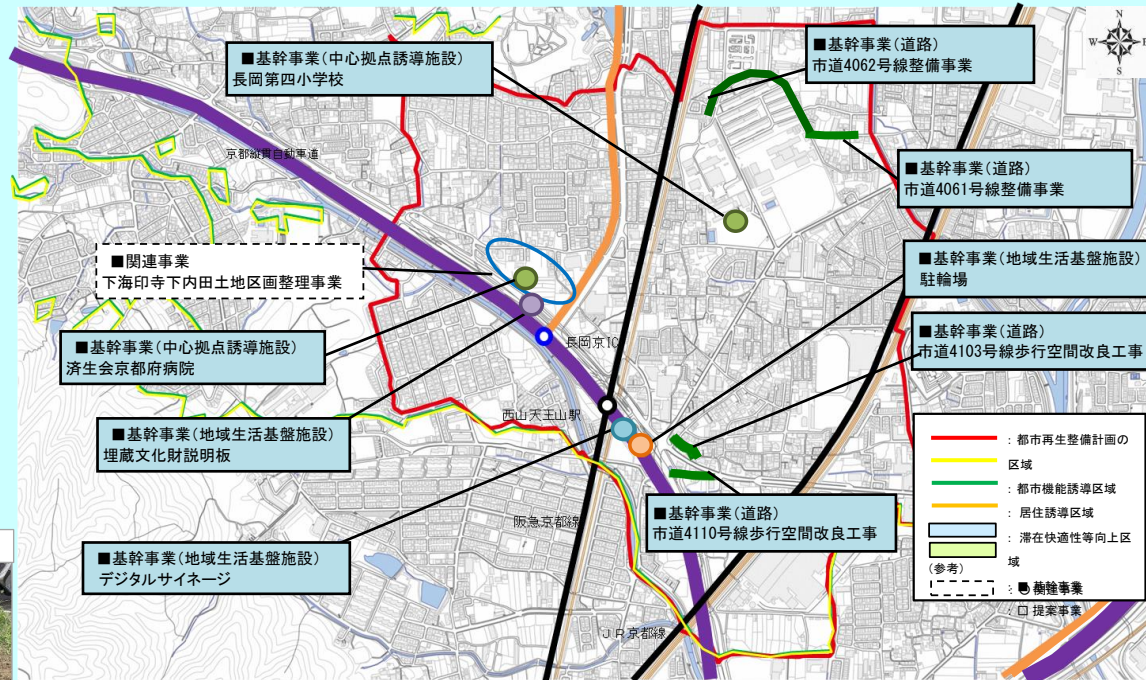 ■基幹事業(中心拠点誘導施設)
長岡第四小学校
■基幹事業(道路)
市道4062号線整備事業
N
W
E
S
京都縦貫自動車道
■基幹事業(道路)
市道4061号線整備事業
■関連事業
下海印寺下内田土地区画整理事業
■基幹事業(地域生活基盤施設)
駐輪場
■基幹事業(中心拠点誘導施設)
済生会京都府病院
長岡京IC
■基幹事業(道路)
市道4103号線歩行空間改良工事
西山天王山駅
■基幹事業(地域生活基盤施設)
埋蔵文化財説明板
阪急京都線
■基幹事業(道路)
市道4110号線歩行空間改良工事
■基幹事業(地域生活基盤施設)
デジタルサイネージ
JR京都線
：都市再生整備計画の
区域
：都市機能誘導区域
：居住誘導区域
：滞在快適性等向上区
域
(参考)
：■基幹事業
：○関連事業
：□提案事業